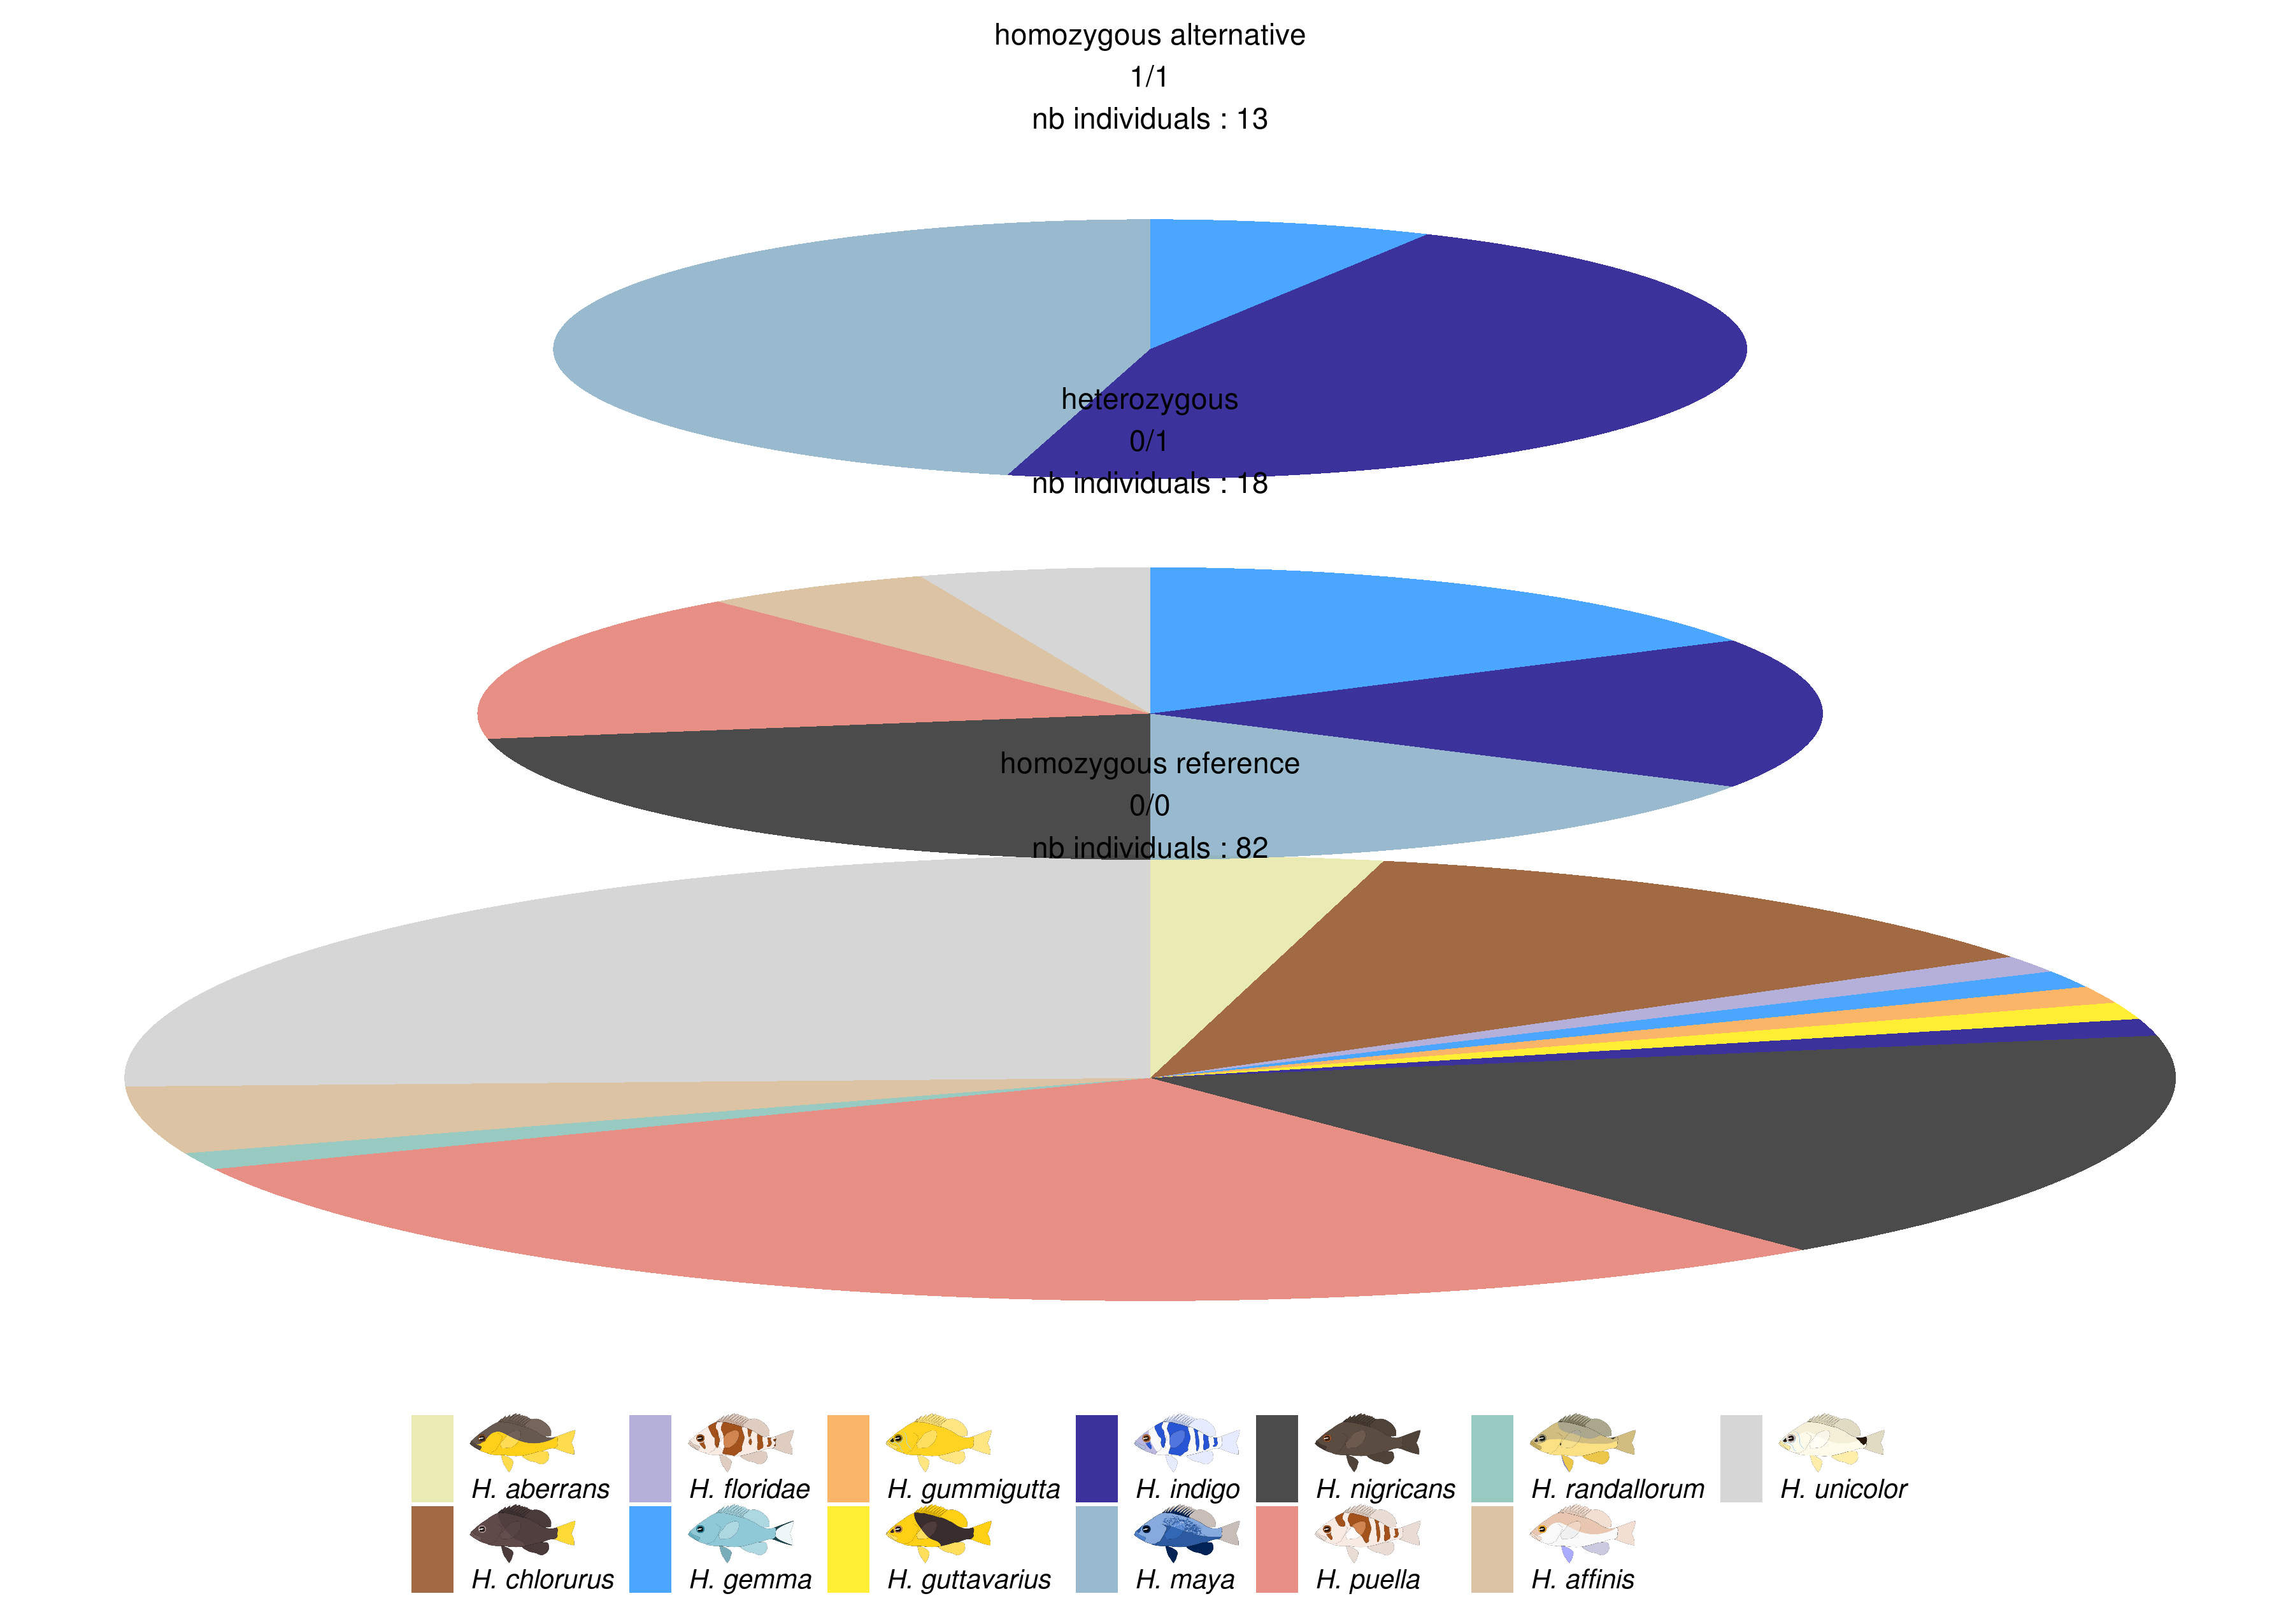 homozygous alternative
1/1
nb individuals : 13
heterozygous
0/1
nb individuals : 18
homozygous reference
0/0
nb individuals : 82
H. aberrans H. floridae H. gummigutta H. indigo H. nigricans H. randallorum H. unicolor
H. chlorurus H. gemma H. guttavarius H. maya H. puella H. affinis